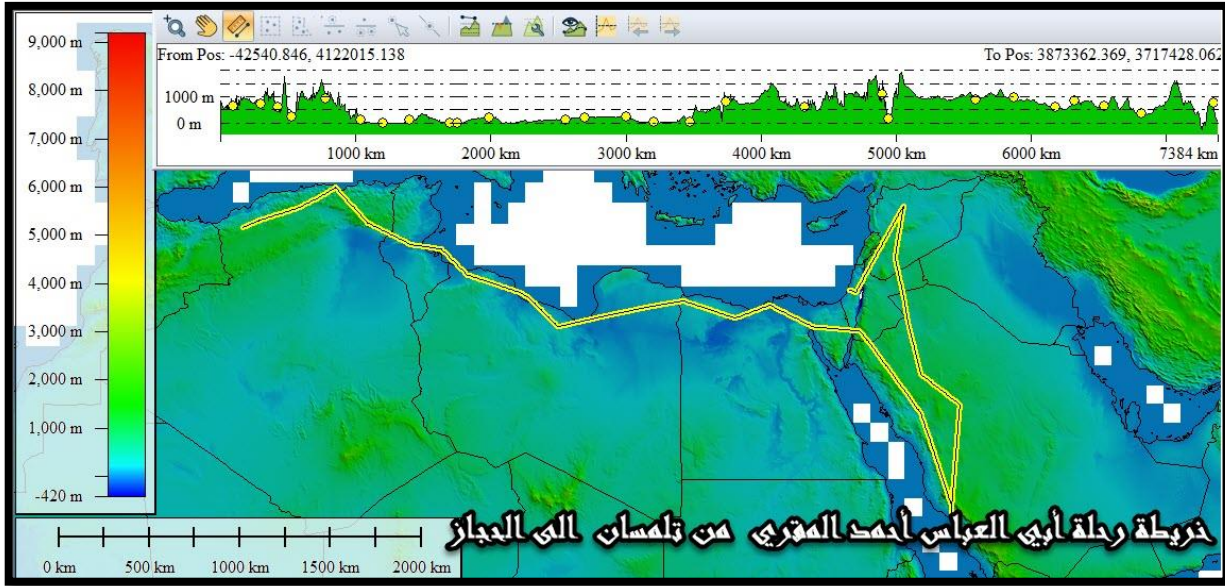 9,000 m
8,000 m
7,000 m
6,000 m
5,000 m
4,000 m
3,000 m
2,000 m
1,000 m
-420 m
From Pos: -42540.846, 4122015.138
To Pos: 3873362.369, 3717428.062
1000 m
0 m
1000 km
2000 km
3000 km
4000 km
5000 km
6000 km
7384 km
خريطة رحلة أبي العباس أحمد المقري من تلمسان الى الحجاز
0 km
500 km
1000 km
1500 km
2000 km